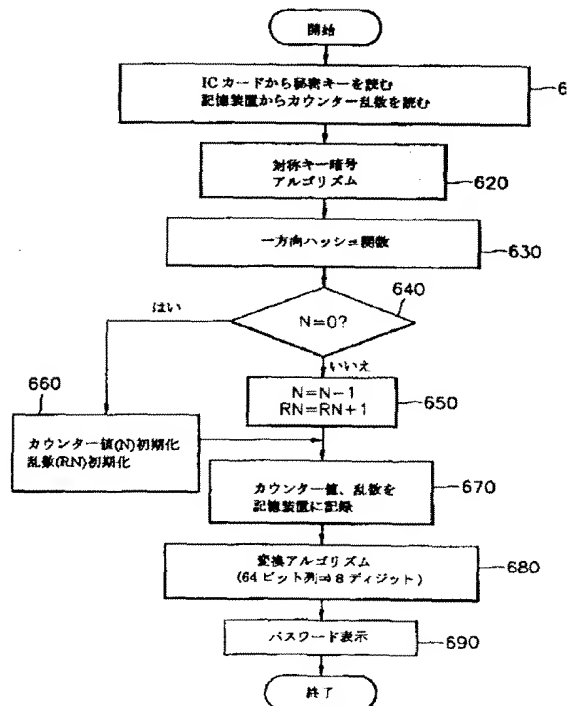 開始
ICカードから秘密キーを読む
記憶装置からカウンター乱数を読む
6
対称キー暗号
アルゴリズム
620
一方向ハッシュ関数
630
640
はい
N=0?
いいえ
660
N=N-1
RN=RN+1
650
カウンター値(N)初期化
乱数(RN)初期化
カウンター値、乱数を
記憶装置に記録
670
変換アルゴリズム
(64ビット列⇒8ディジット)
680
パスワード表示
690
終了